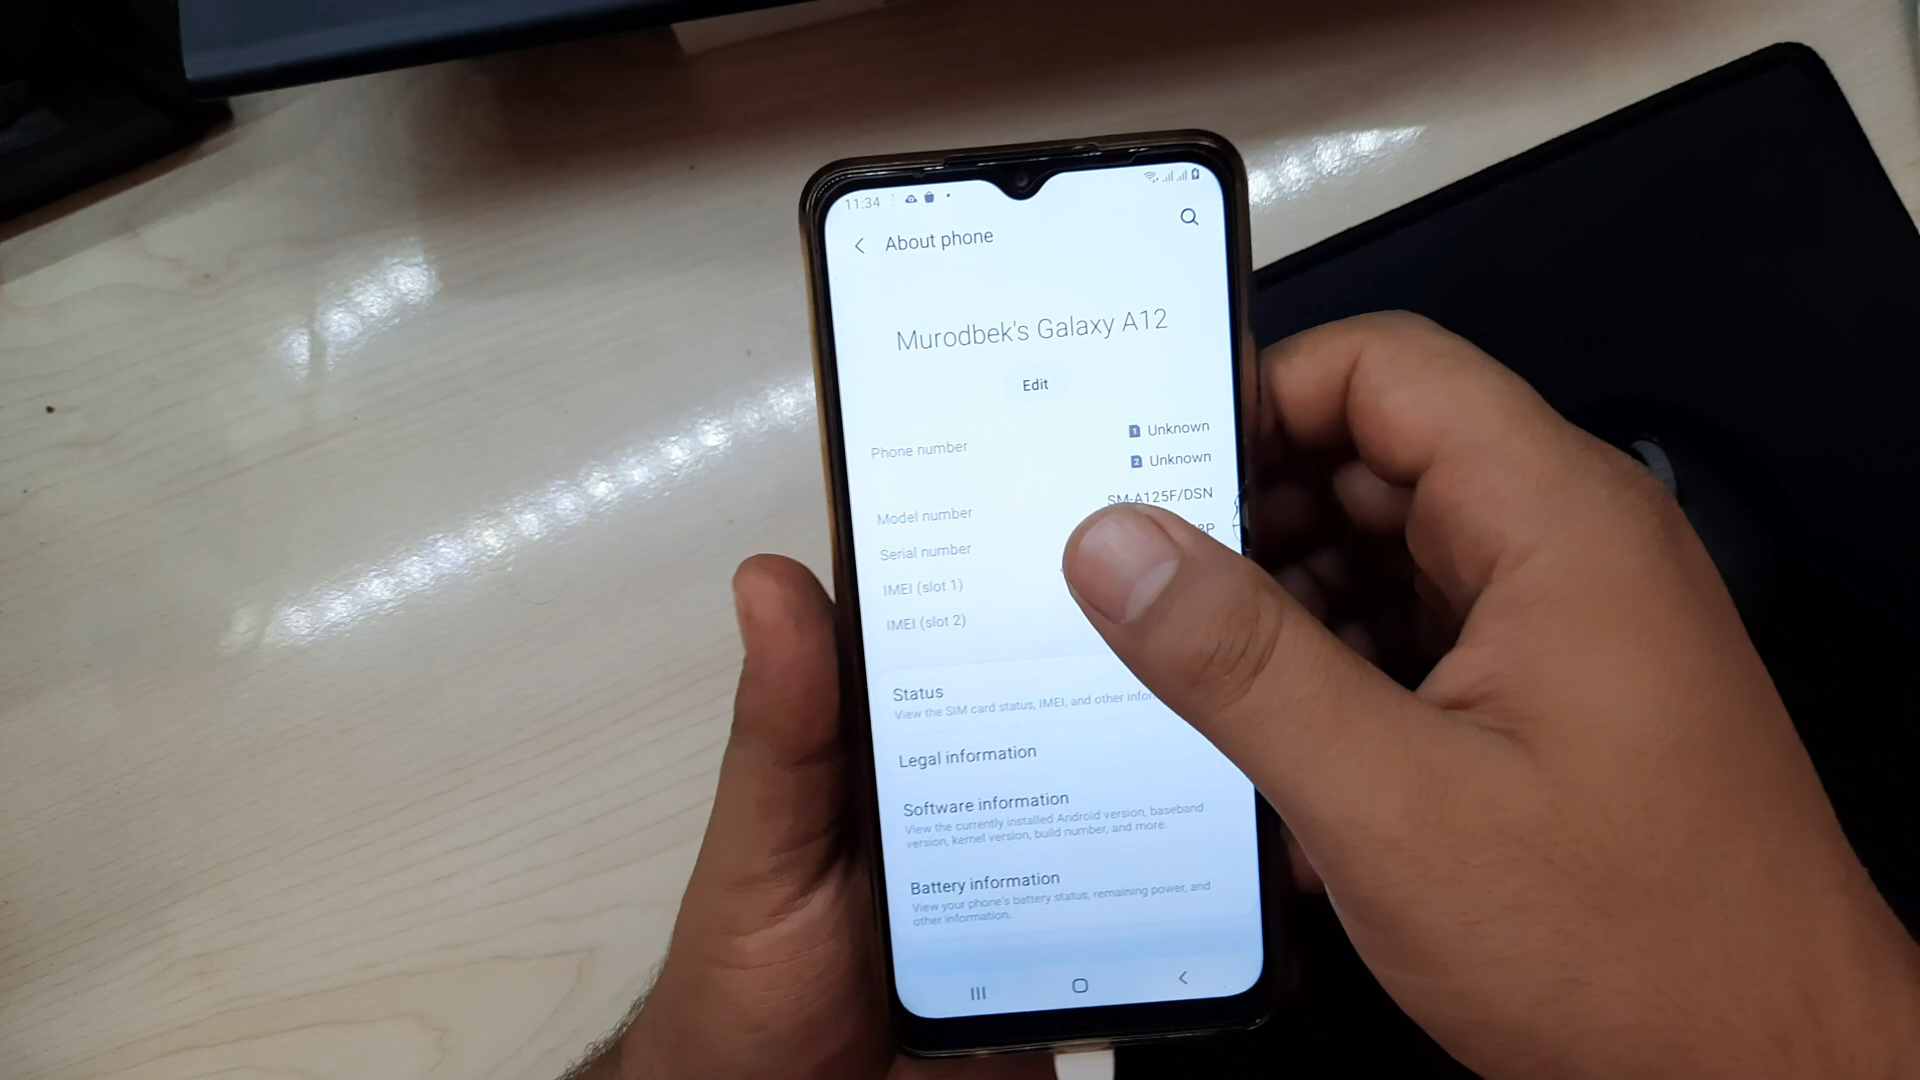 11:34
About phone
Murodbek's Galaxy A12
Edit
Phone number
1 Unknown
2 Unknown
Model number
SM-A125F/DSN
Serial number
IMEI (slot 1)
IMEI (slot 2)
Status
View the SIM card status, IMEI, and other
Legal information
Software information
View the currently installed Android version, baseband
version, kernel version, build number, and more.
Battery information
View your phone's battery status, remaining power, and
other information.